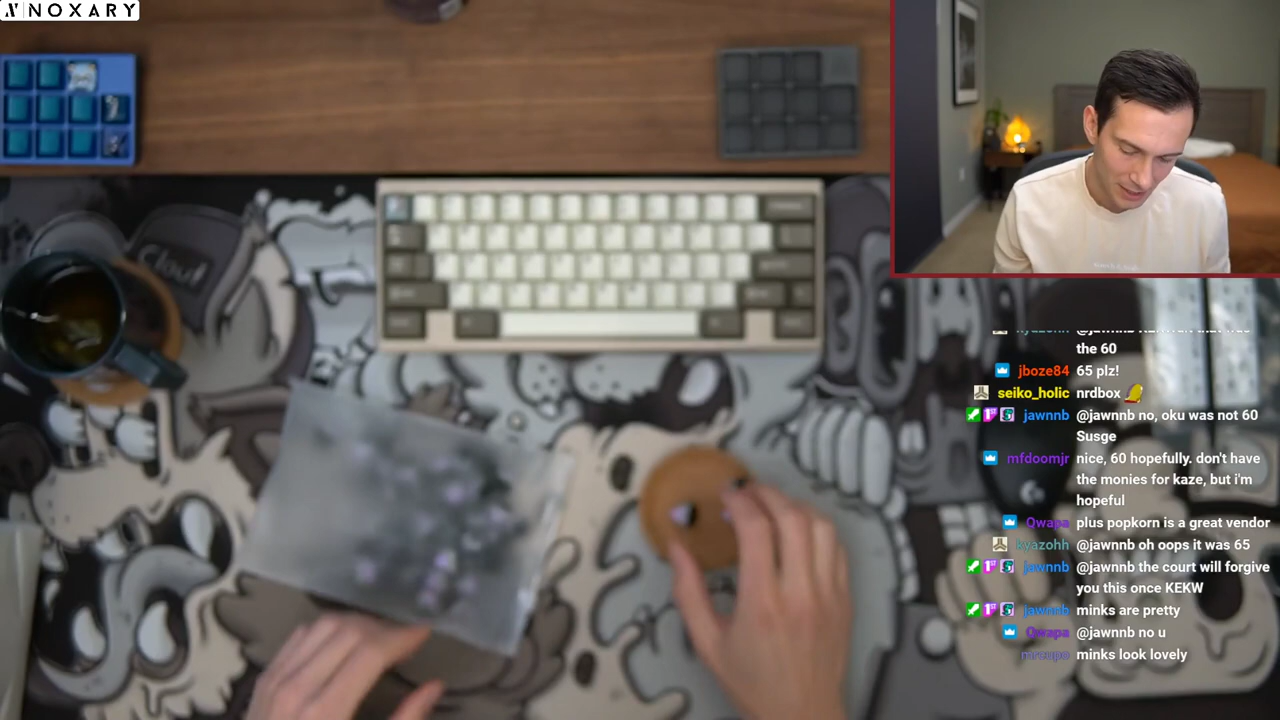 NOXARY
Clout
the 60
jboze84 65 plz!
seiko_holic nrdbox
jawnnb @jawnnb no, oku was not 60
Susge
mfdoomjr nice, 60 hopefully. don't have
the monies for kaze, but i'm
hopeful
Qwapa plus popkorn is a great vendor
kyazohh @jawnnb oh oops it was 65
jawnnb @jawnnb the court will forgive
you this once KEKW
jawnnb minks are pretty
Qwapa @jawnnb no u
minks look lovely